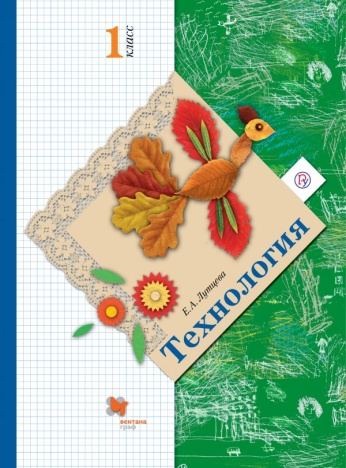 1 класс
Е. А. Лутцева
Технология
вентана
граф